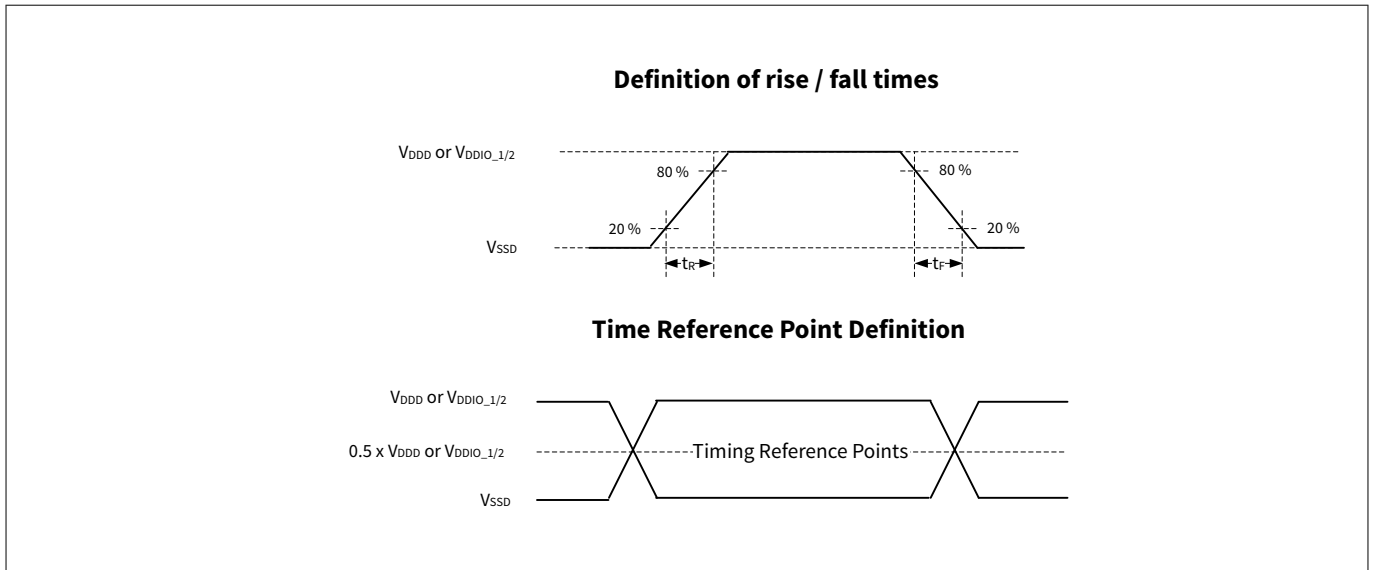 Definition of rise / fall times
VDDD or VDDIO_1/2
80 %
80 %
20 %
20 %
VSSD
tR
tF
Time Reference Point Definition
VDDD or VDDIO_1/2
0.5 x VDDD or VDDIO_1/2
Timing Reference Points
VSSD